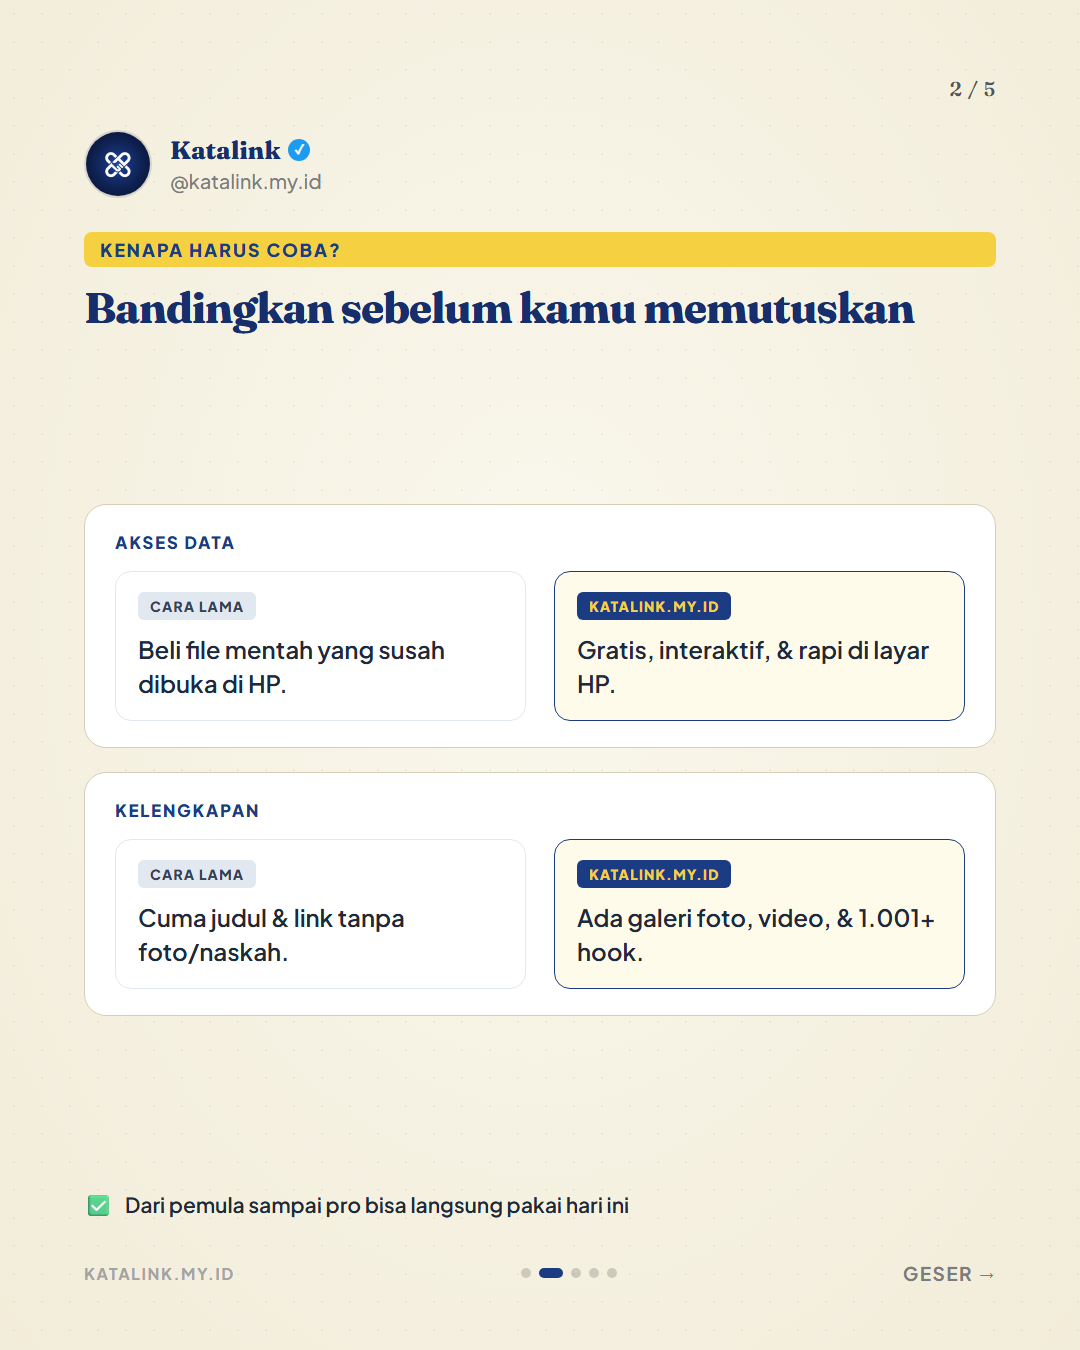 2 / 5
Katalink
@katalink.my.id
KENAPA HARUS COBA?
Bandingkan sebelum kamu memutuskan
AKSES DATA
CARA LAMA
Beli file mentah yang susah
dibuka di HP.
KATALINK.MY.ID
Gratis, interaktif, & rapi di layar
HP.
KELENGKAPAN
CARA LAMA
Cuma judul & link tanpa
foto/naskah.
KATALINK.MY.ID
Ada galeri foto, video, & 1.001+
hook.
✅ Dari pemula sampai pro bisa langsung pakai hari ini
KATALINK.MY.ID
GESER →